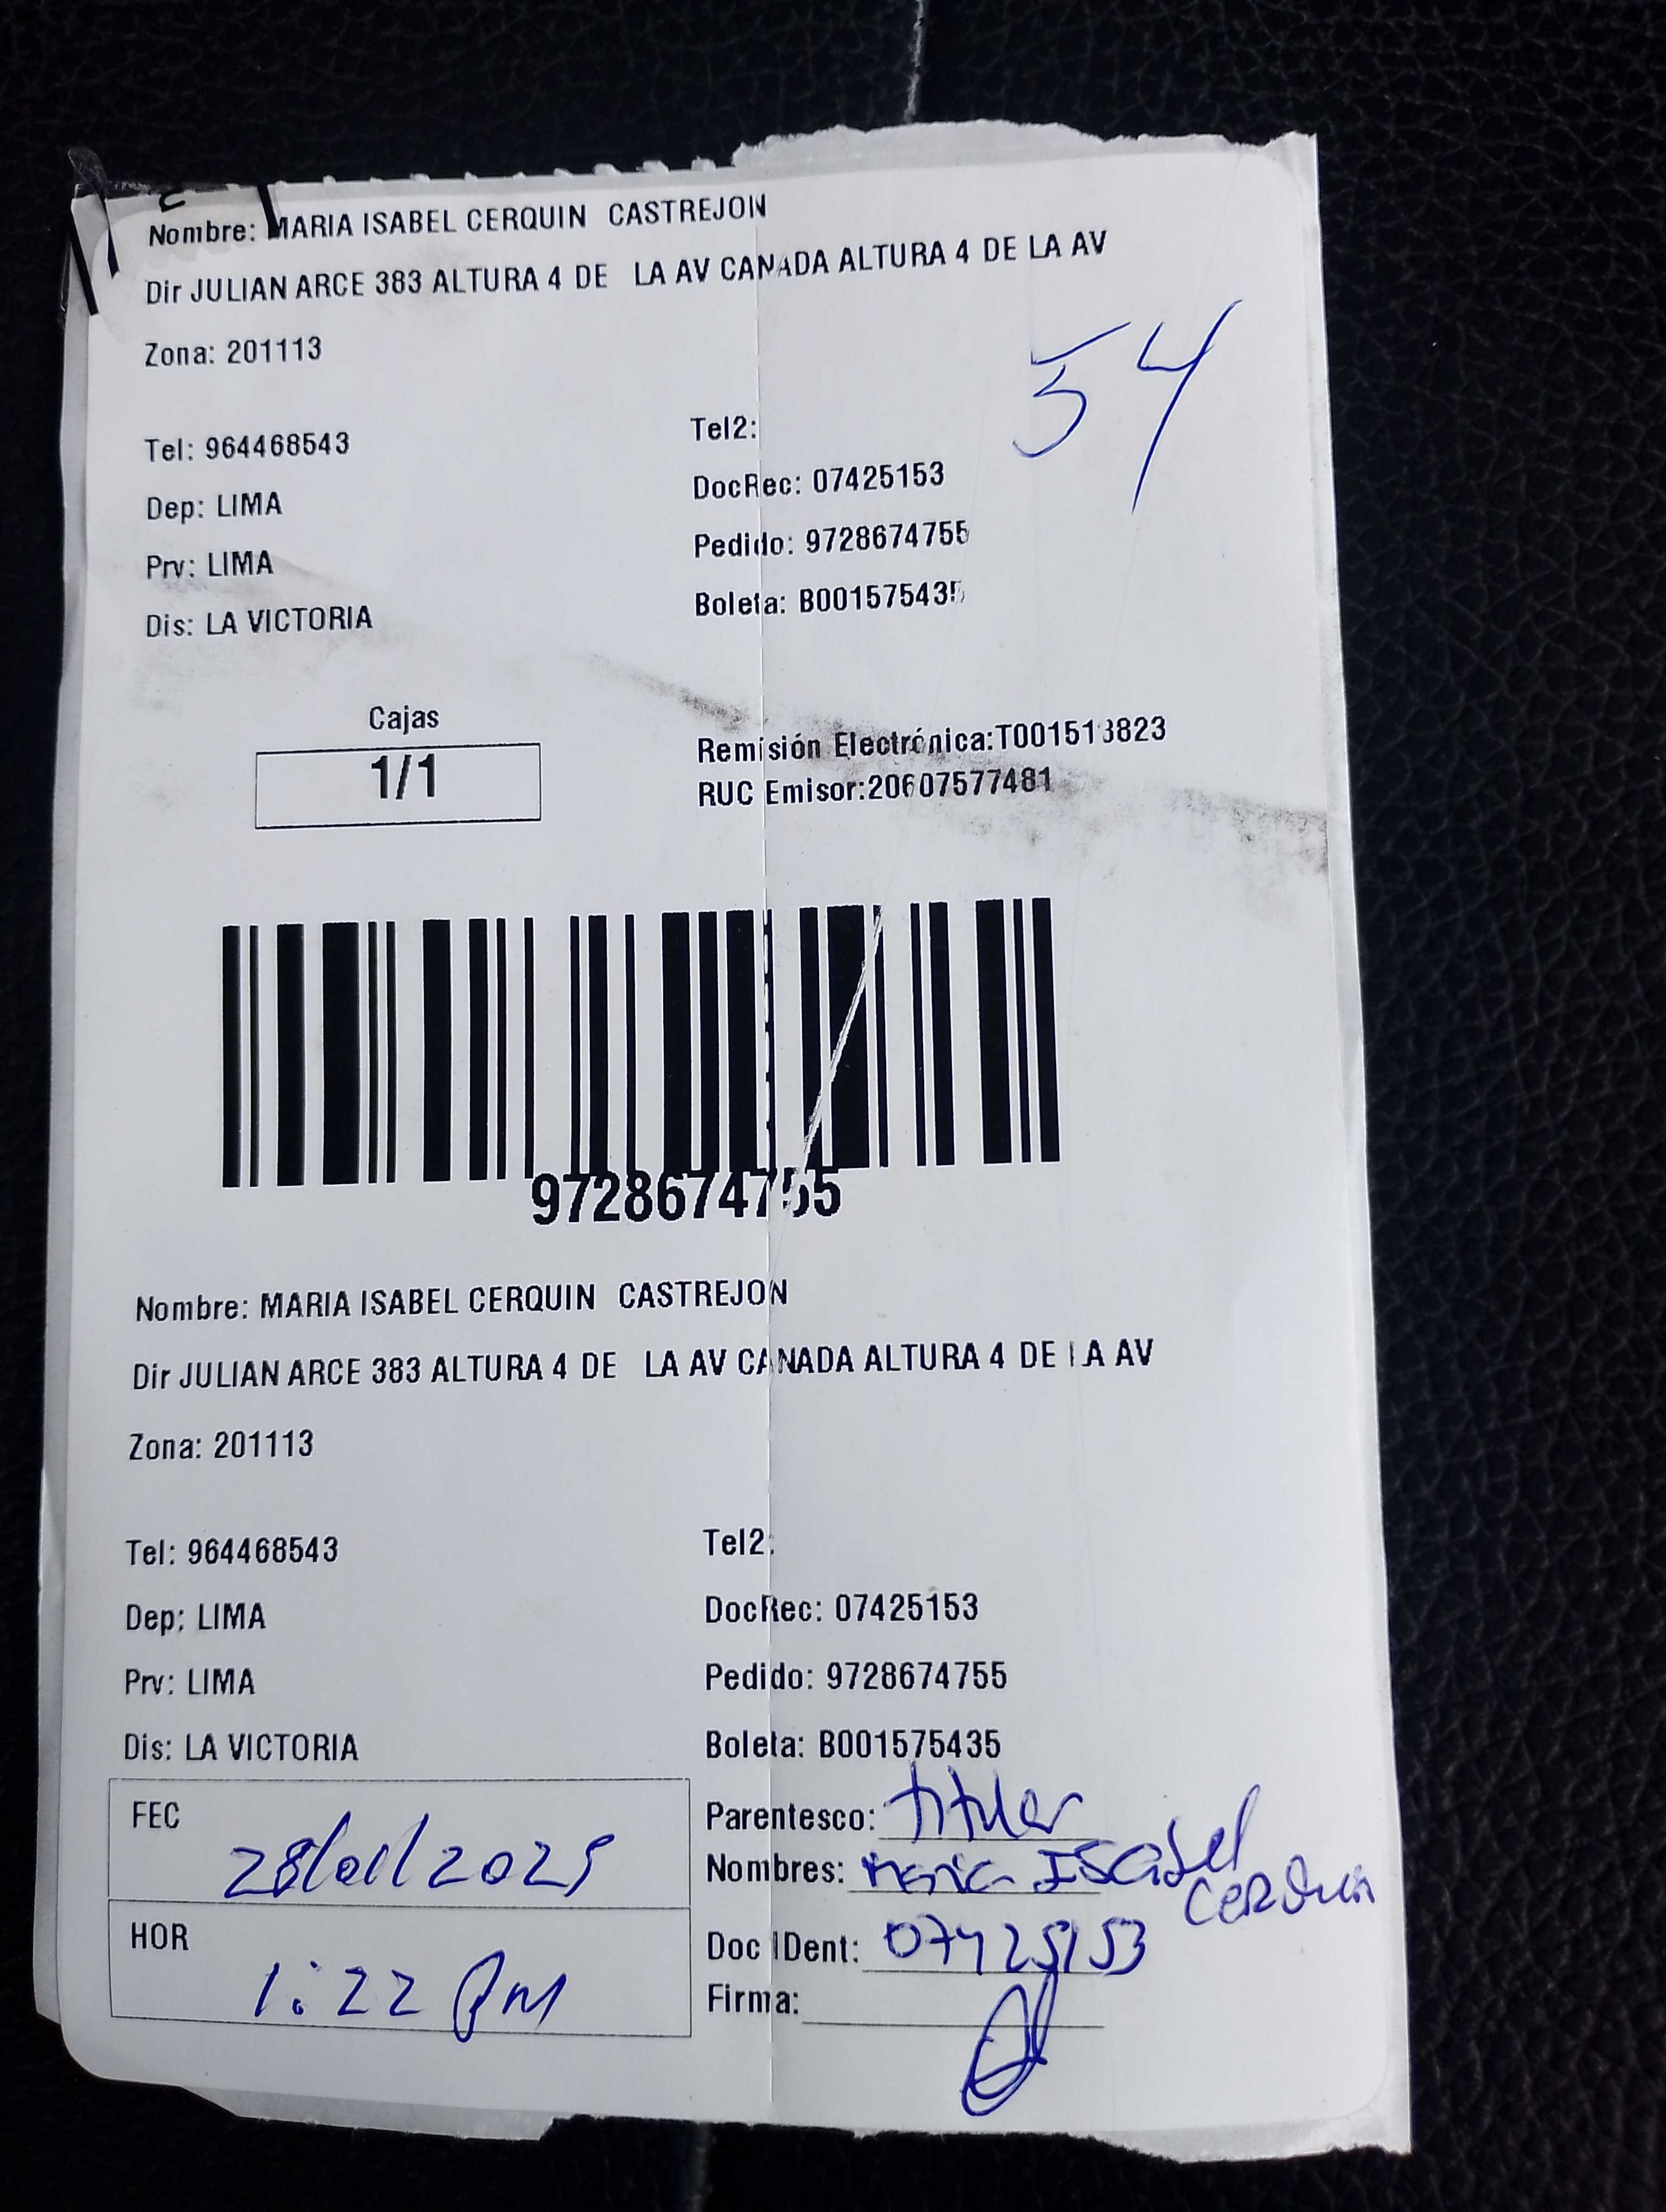 Nombre: MARIA ISABEL CERQUIN CASTREJON
Dir JULIAN ARCE 383 ALTURA 4 DE LA AV CANADA ALTURA 4 DE LA AV
Zona: 201113
54
Tel: 964468543
Tel2:
Dep: LIMA
DocRec: 07425153
Prv: LIMA
Pedido: 9728674755
Dis: LA VICTORIA
Boleta: B001575435
Cajas
1/1
Remisión Electrónica:T001513823
RUC Emisor:20607577481
9728674755
Nombre: MARIA ISABEL CERQUIN CASTREJON
Dir JULIAN ARCE 383 ALTURA 4 DE LA AV CANADA ALTURA 4 DE LA AV
Zona: 201113
Tel: 964468543
Tel2:
Dep: LIMA
DocRec: 07425153
Prv: LIMA
Pedido: 9728674755
Dis: LA VICTORIA
Boleta: B001575435
FEC
Parentesco: titular
Nombres: Maria Isabel
Cerquin
HOR
1:22 PM
Doc IDent: 07425153
Firma: